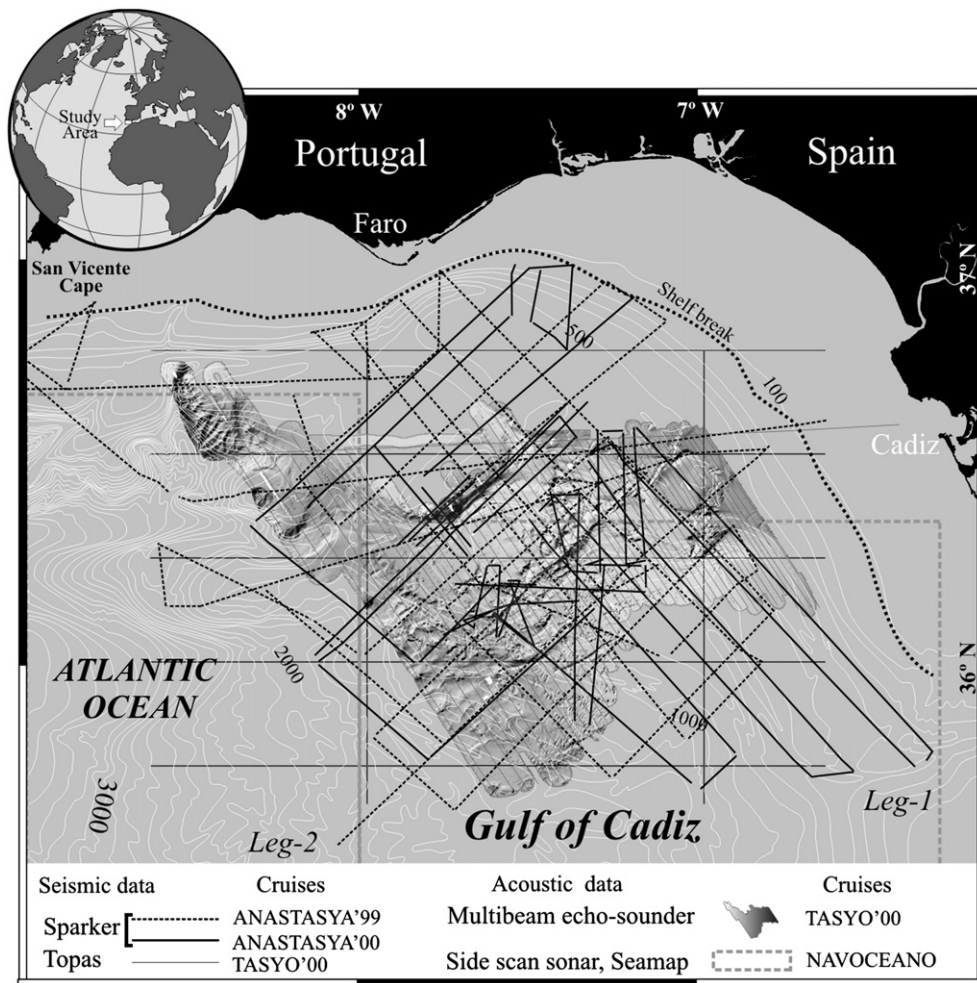 Study
Area
8º W
7º W
Portugal
Spain
Faro
San Vicente
Cape
37º N
Shelf break
500
100
Cadiz
36º N
2000
ATLANTIC
OCEAN
1000
3000
Leg-1
Gulf of Cadiz
Leg-2
Seismic data Cruises Acoustic data Cruises
Sparker ANASTASYA'99 Multibeam echo-sounder TASYO'00
ANASTASYA'00
Topas TASYO'00 Side scan sonar, Seamap NAVOCEANO